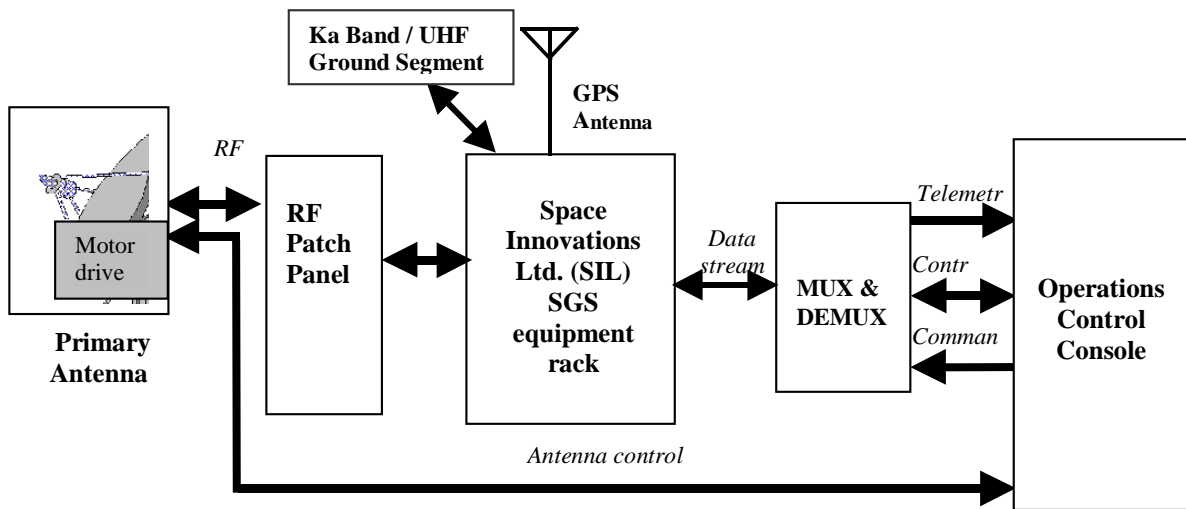 Ka Band / UHF
Ground Segment
GPS
Antenna
RF
Motor
drive
Primary
Antenna
RF
Patch
Panel
Space
Innovations
Ltd. (SIL)
SGS
equipment
rack
Data
stream
MUX &
DEMUX
Telemetr
Contr
Comman
Operations
Control
Console
Antenna control